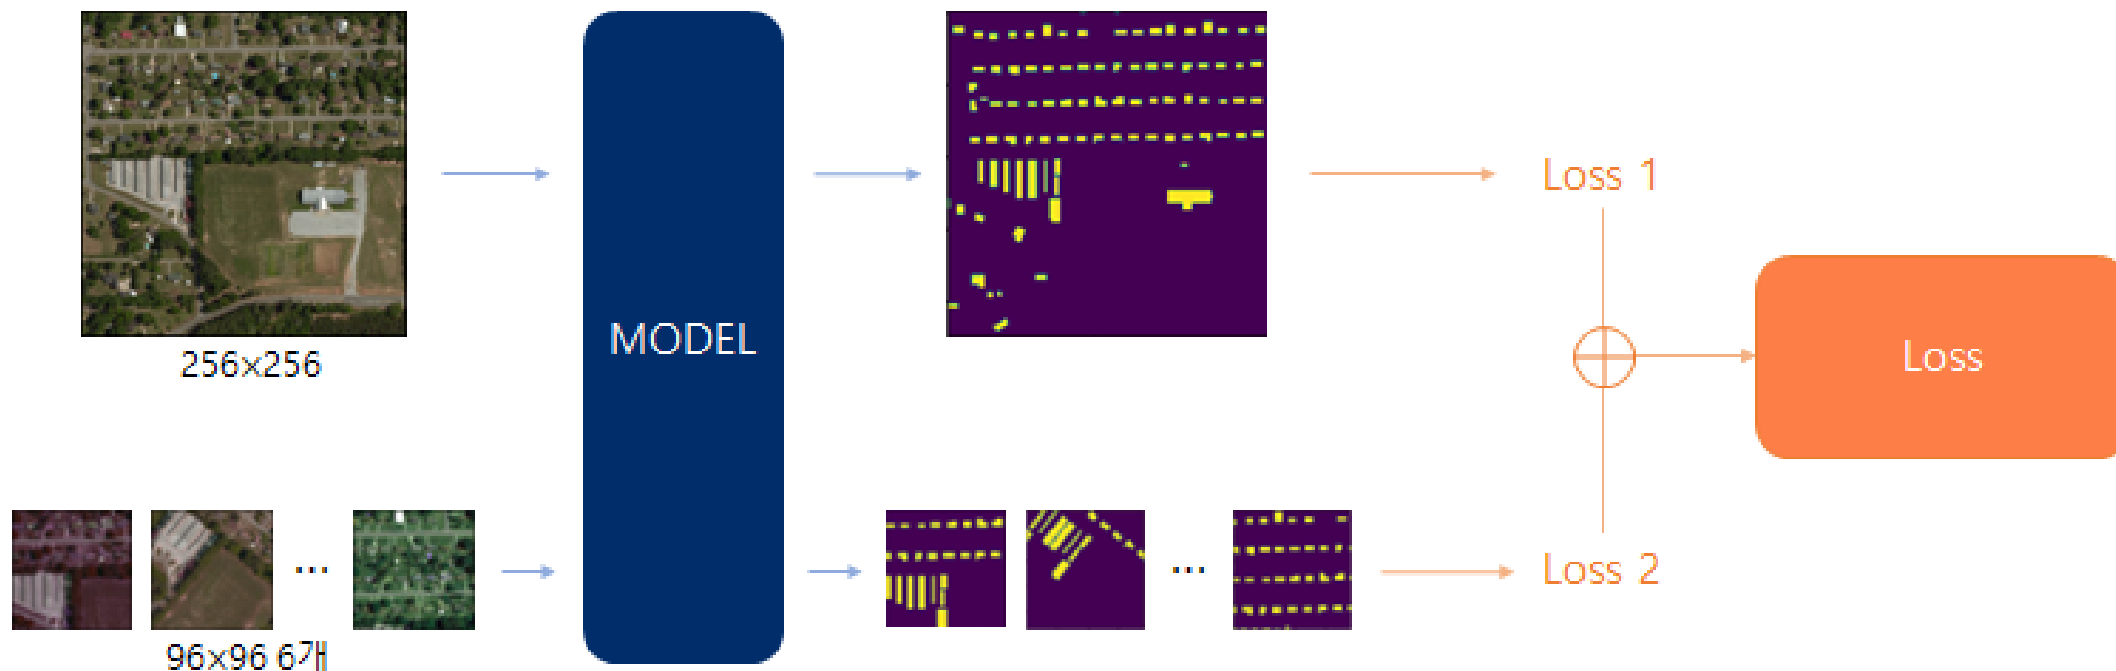 256x256
MODEL
Loss 1
Loss
...
...
Loss 2
96x96 6개